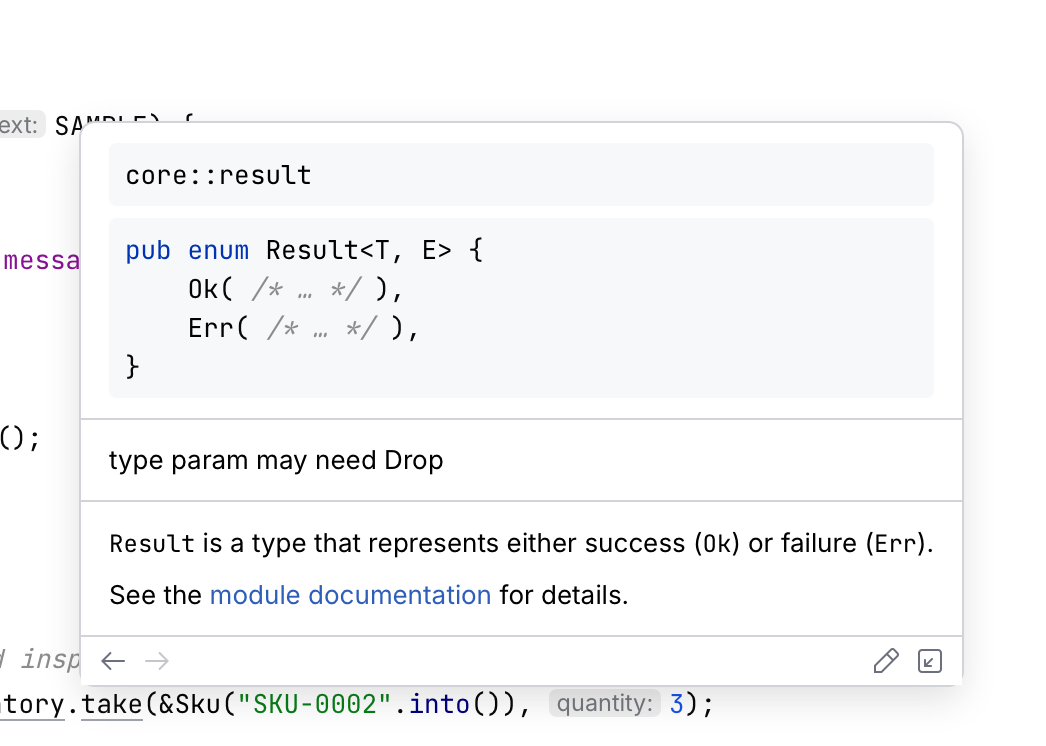 ext: SAMPLE) {
core::result
pub enum Result<T, E> {
messa
Ok( /* … */ ),
Err( /* … */ ),
}
();
type param may need Drop
Result is a type that represents either success (Ok) or failure (Err).
See the module documentation for details.
d insp
tory.take(&Sku("SKU-0002".into()), quantity: 3);